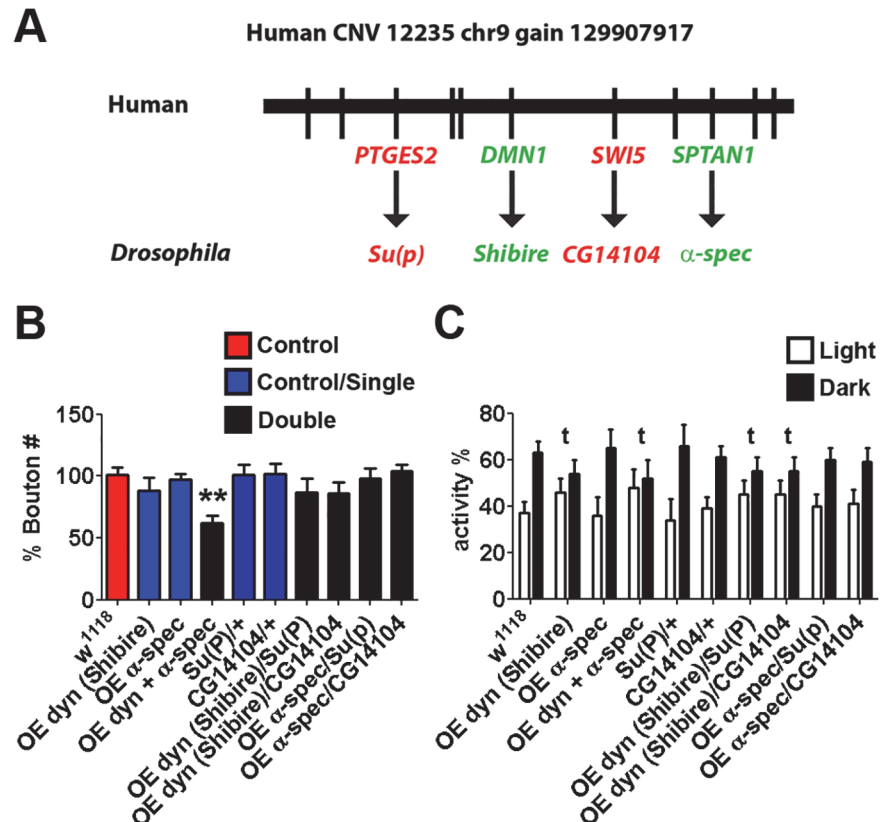 A
Human CNV 12235 chr9 gain 129907917
Human
PTGES2 DMN1 SWI5 SPTAN1
Drosophila Su(p) Shibire CG14104 α-spec
B
Control
Control/Single
Double
% Bouton #
150
100
50
0
**
w1118
OE dyn (Shibire)
OE α-spec
OE dyn + α-spec
Su(P)/+
CG14104/+
OE dyn (Shibire)/Su(P)
OE dyn (Shibire)/CG14104
OE α-spec/Su(p)
OE α-spec/CG14104
C
Light
Dark
activity %
80
60
40
20
0
t t t t
w1118
OE dyn (Shibire)
OE α-spec
OE dyn + α-spec
Su(P)/+
CG14104/+
OE dyn (Shibire)/Su(P)
OE dyn (Shibire)/CG14104
OE α-spec/Su(p)
OE α-spec/CG14104